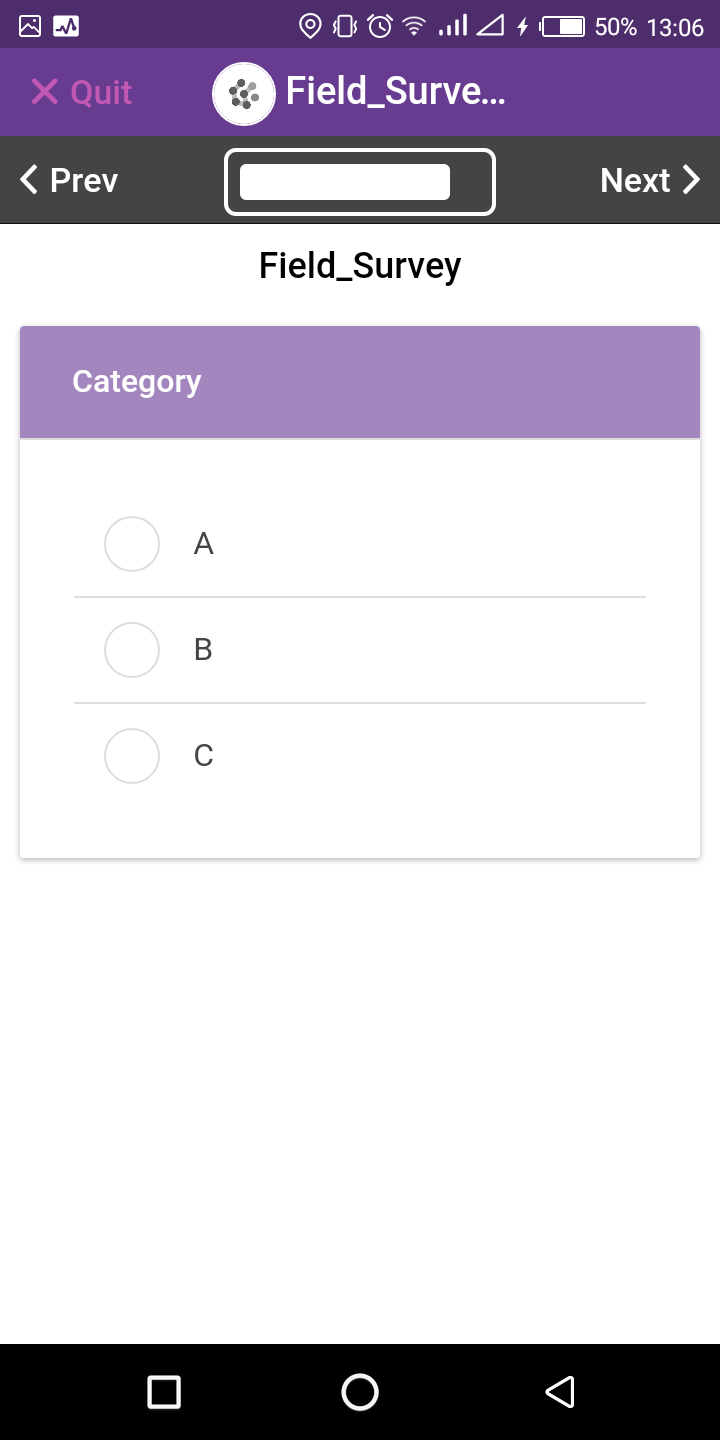 50% 13:06
Quit Field_Surve...
Prev Next
Field_Survey
Category
A
B
C